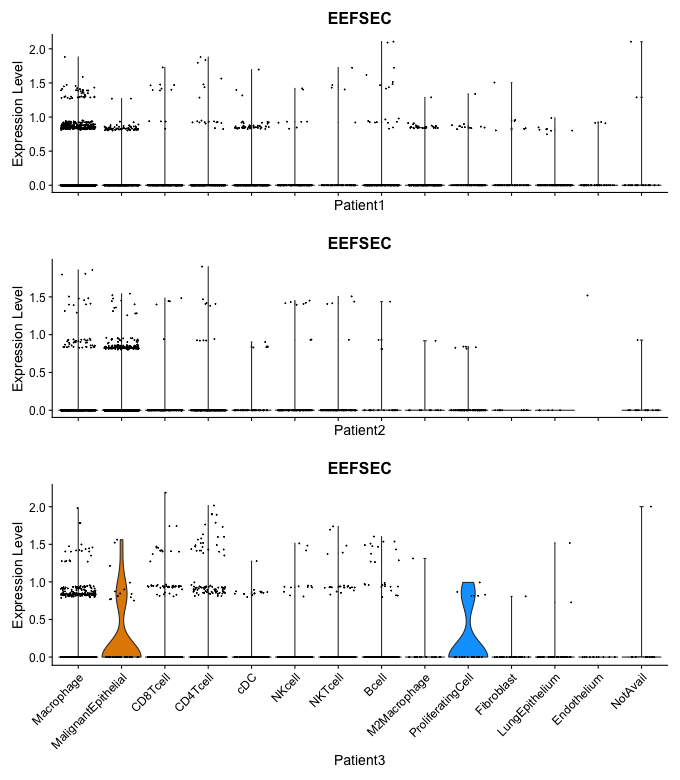 EEFSEC
Expression Level
2.0
1.5
1.0
0.5
0.0
Patient1
EEFSEC
Expression Level
1.5
1.0
0.5
0.0
Patient2
EEFSEC
Expression Level
2.0
1.5
1.0
0.5
0.0
Macrophage
MalignantEpithelial
CD8Tcell
CD4Tcell
cDC
NKcell
NKTcell
Bcell
M2Macrophage
ProliferatingCell
Fibroblast
LungEpithelium
Endothelium
NotAvail
Patient3